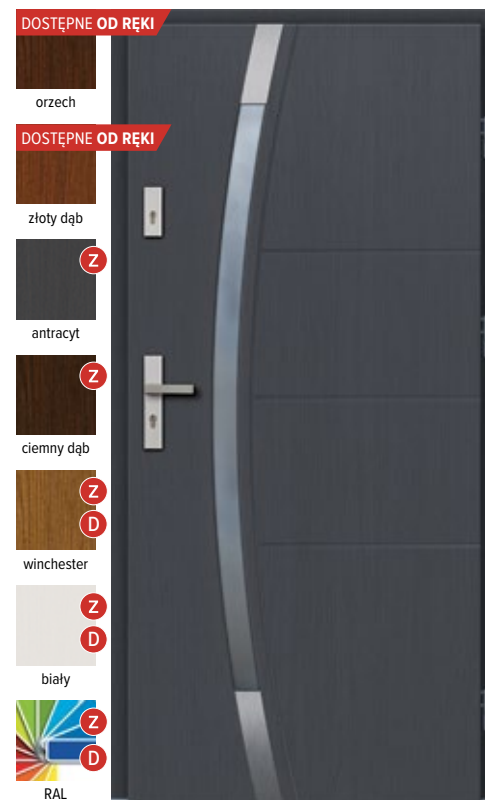 DOSTĘPNE OD RĘKI
orzech
DOSTĘPNE OD RĘKI
złoty dąb
Z
antracyt
Z
ciemny dąb
Z
D
winchester
Z
D
biały
Z
D
RAL